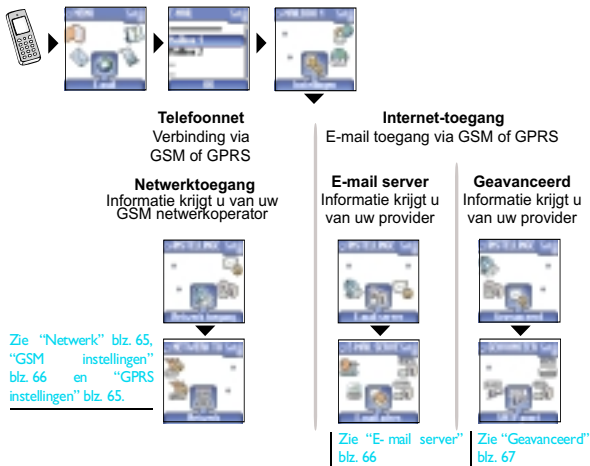 Telefoonnet
Verbinding via
GSM of GPRS
Internet-toegang
E-mail toegang via GSM of GPRS
Netwerktoegang
Informatie krijgt u van uw
GSM netwerkoperator
E-mail server
Informatie krijgt u
van uw provider
Geavanceerd
Informatie krijgt u
van uw provider
Zie “Netwerk” blz. 65,
“GSM instellingen”
blz. 66 en “GPRS
instellingen” blz. 65.
Zie “E- mail server”
blz. 66
Zie “Geavanceerd”
blz. 67